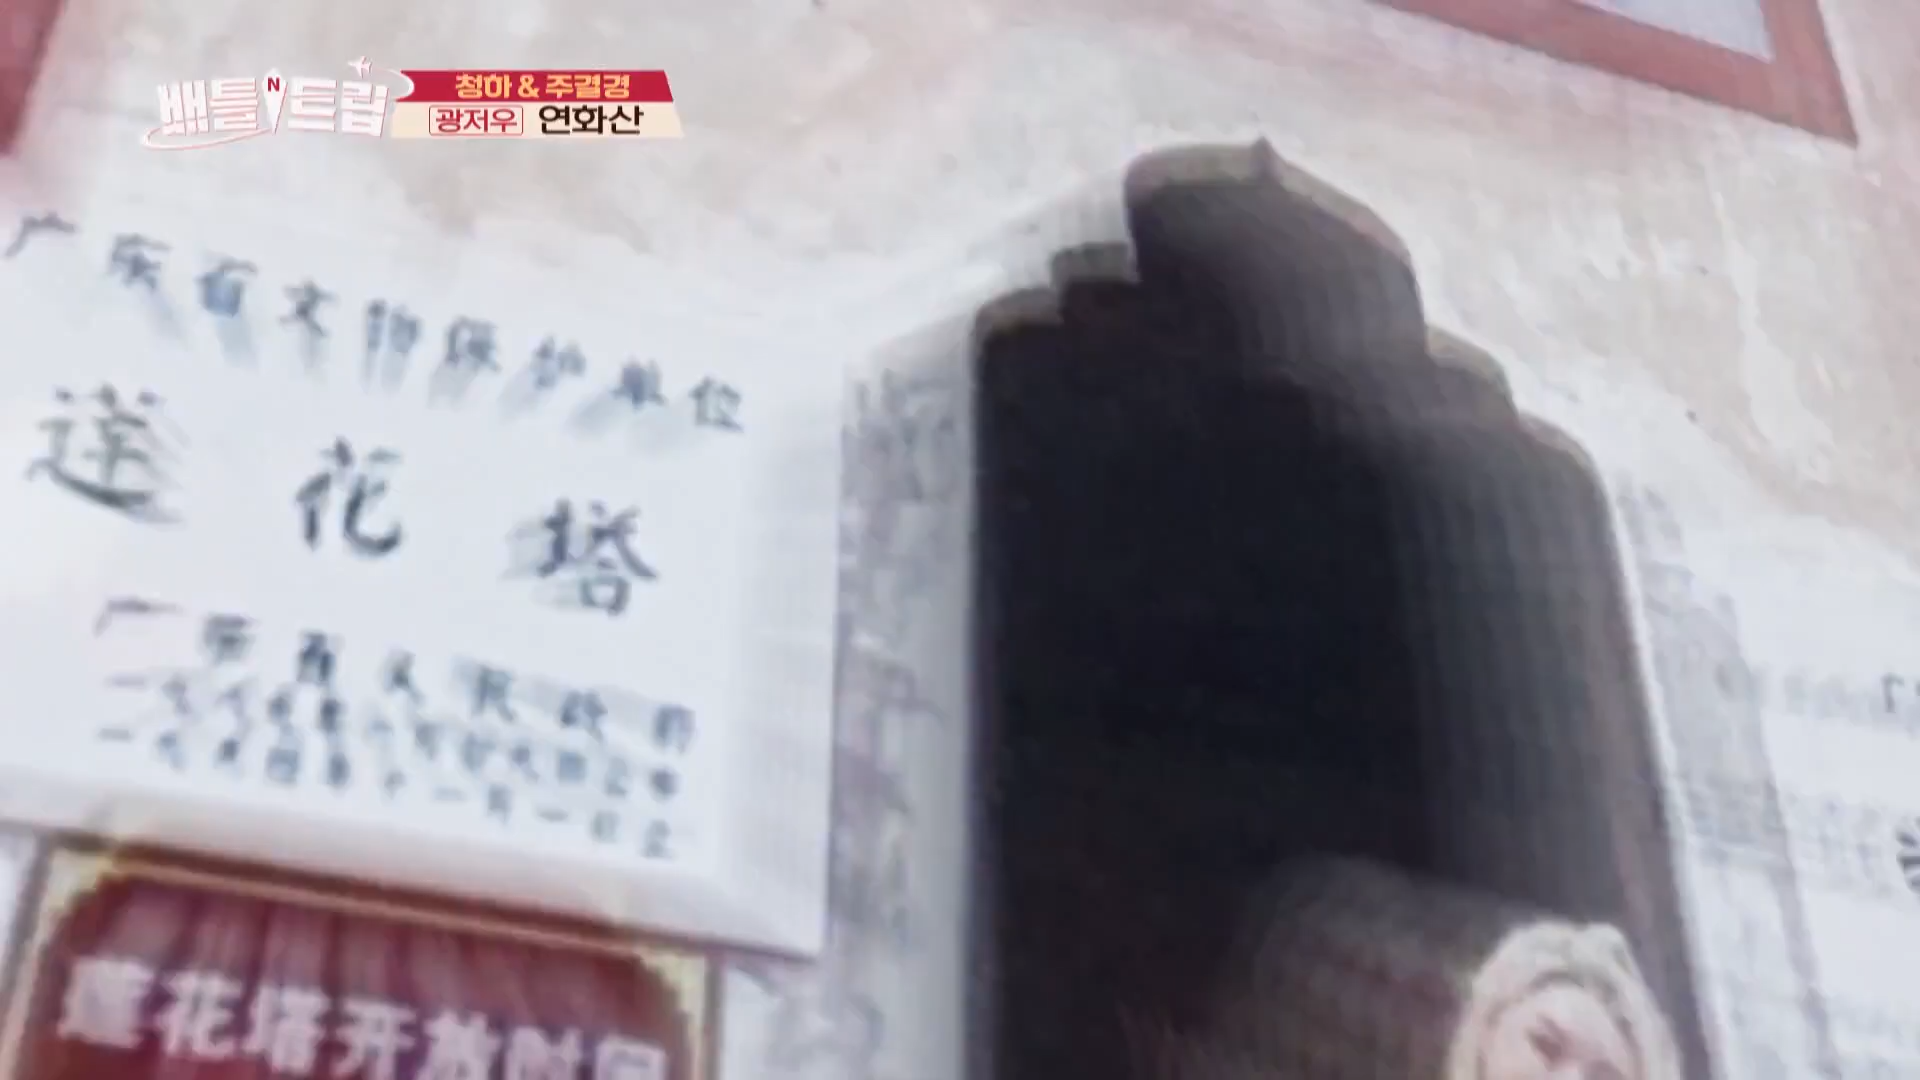 배틀N트립
청하 & 주결경
광저우 연화산
广东省文物保护单位
莲花塔
广东省人民政府
莲花塔开放时间